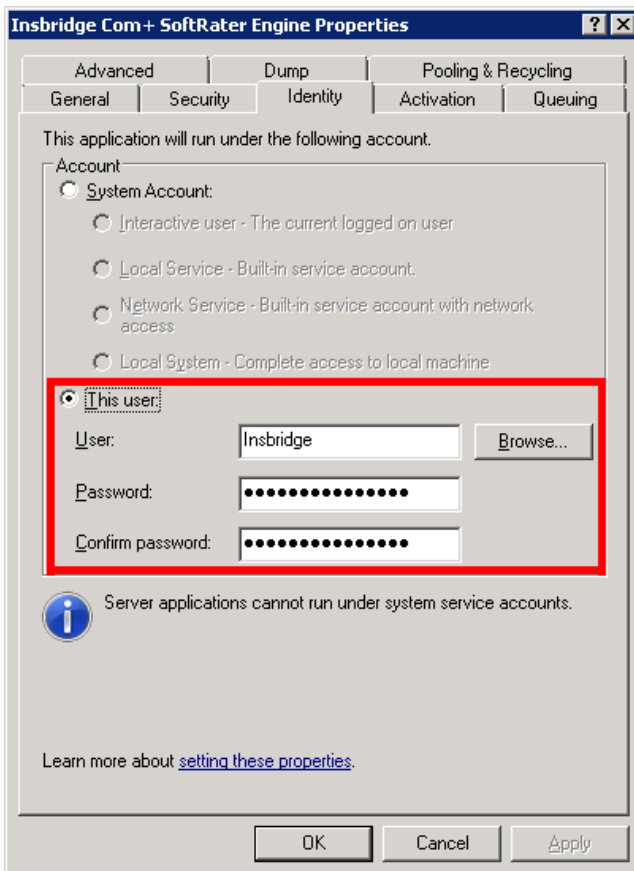 Insbridge Com+ SoftRater Engine Properties
Advanced Dump Pooling & Recycling
General Security Identity Activation Queuing
This application will run under the following account.
Account
System Account:
Interactive user - The current logged on user
Local Service - Built-in service account.
Network Service - Built-in service account with network
access
Local System - Complete access to local machine
This user:
User: Insbridge Browse...
Password: •••••••••••••••
Confirm password: •••••••••••••••
Server applications cannot run under system service accounts.
Learn more about setting these properties.
OK Cancel Apply